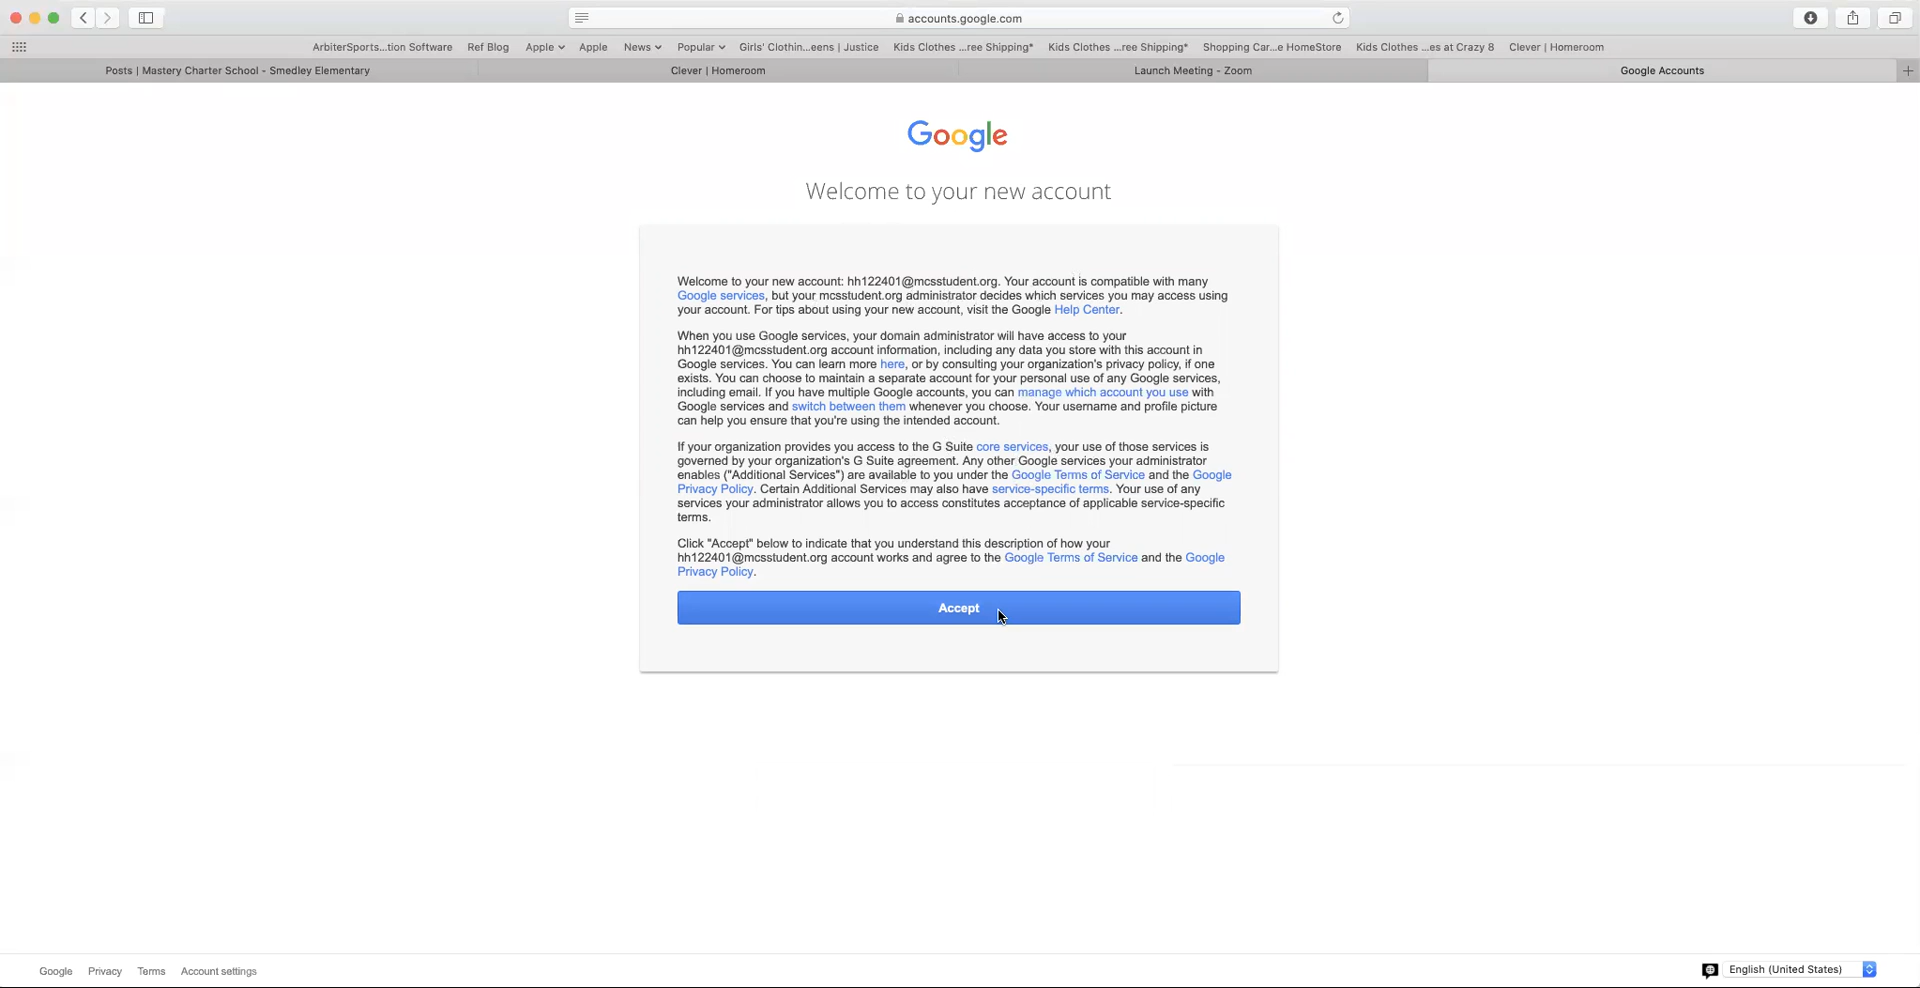 accounts.google.com
ArbiterSports...tion Software Ref Blog Apple Apple News Popular Girls' Clothin...eens | Justice Kids Clothes ...ree Shipping* Kids Clothes ...ree Shipping* Shopping Car...e HomeStore Kids Clothes ...es at Crazy 8 Clever | Homeroom
Posts | Mastery Charter School - Smedley Elementary Clever | Homeroom Launch Meeting - Zoom Google Accounts
Google
Welcome to your new account
Welcome to your new account: hh122401@mcsstudent.org. Your account is compatible with many
Google services, but your mcsstudent.org administrator decides which services you may access using
your account. For tips about using your new account, visit the Google Help Center.
When you use Google services, your domain administrator will have access to your
hh122401@mcsstudent.org account information, including any data you store with this account in
Google services. You can learn more here, or by consulting your organization's privacy policy, if one
exists. You can choose to maintain a separate account for your personal use of any Google services,
including email. If you have multiple Google accounts, you can manage which account you use with
Google services and switch between them whenever you choose. Your username and profile picture
can help you ensure that you're using the intended account.
If your organization provides you access to the G Suite core services, your use of those services is
governed by your organization's G Suite agreement. Any other Google services your administrator
enables ("Additional Services") are available to you under the Google Terms of Service and the Google
Privacy Policy. Certain Additional Services may also have service-specific terms. Your use of any
services your administrator allows you to access constitutes acceptance of applicable service-specific
terms.
Click "Accept" below to indicate that you understand this description of how your
hh122401@mcsstudent.org account works and agree to the Google Terms of Service and the Google
Privacy Policy.
Accept
Google Privacy Terms Account settings English (United States)